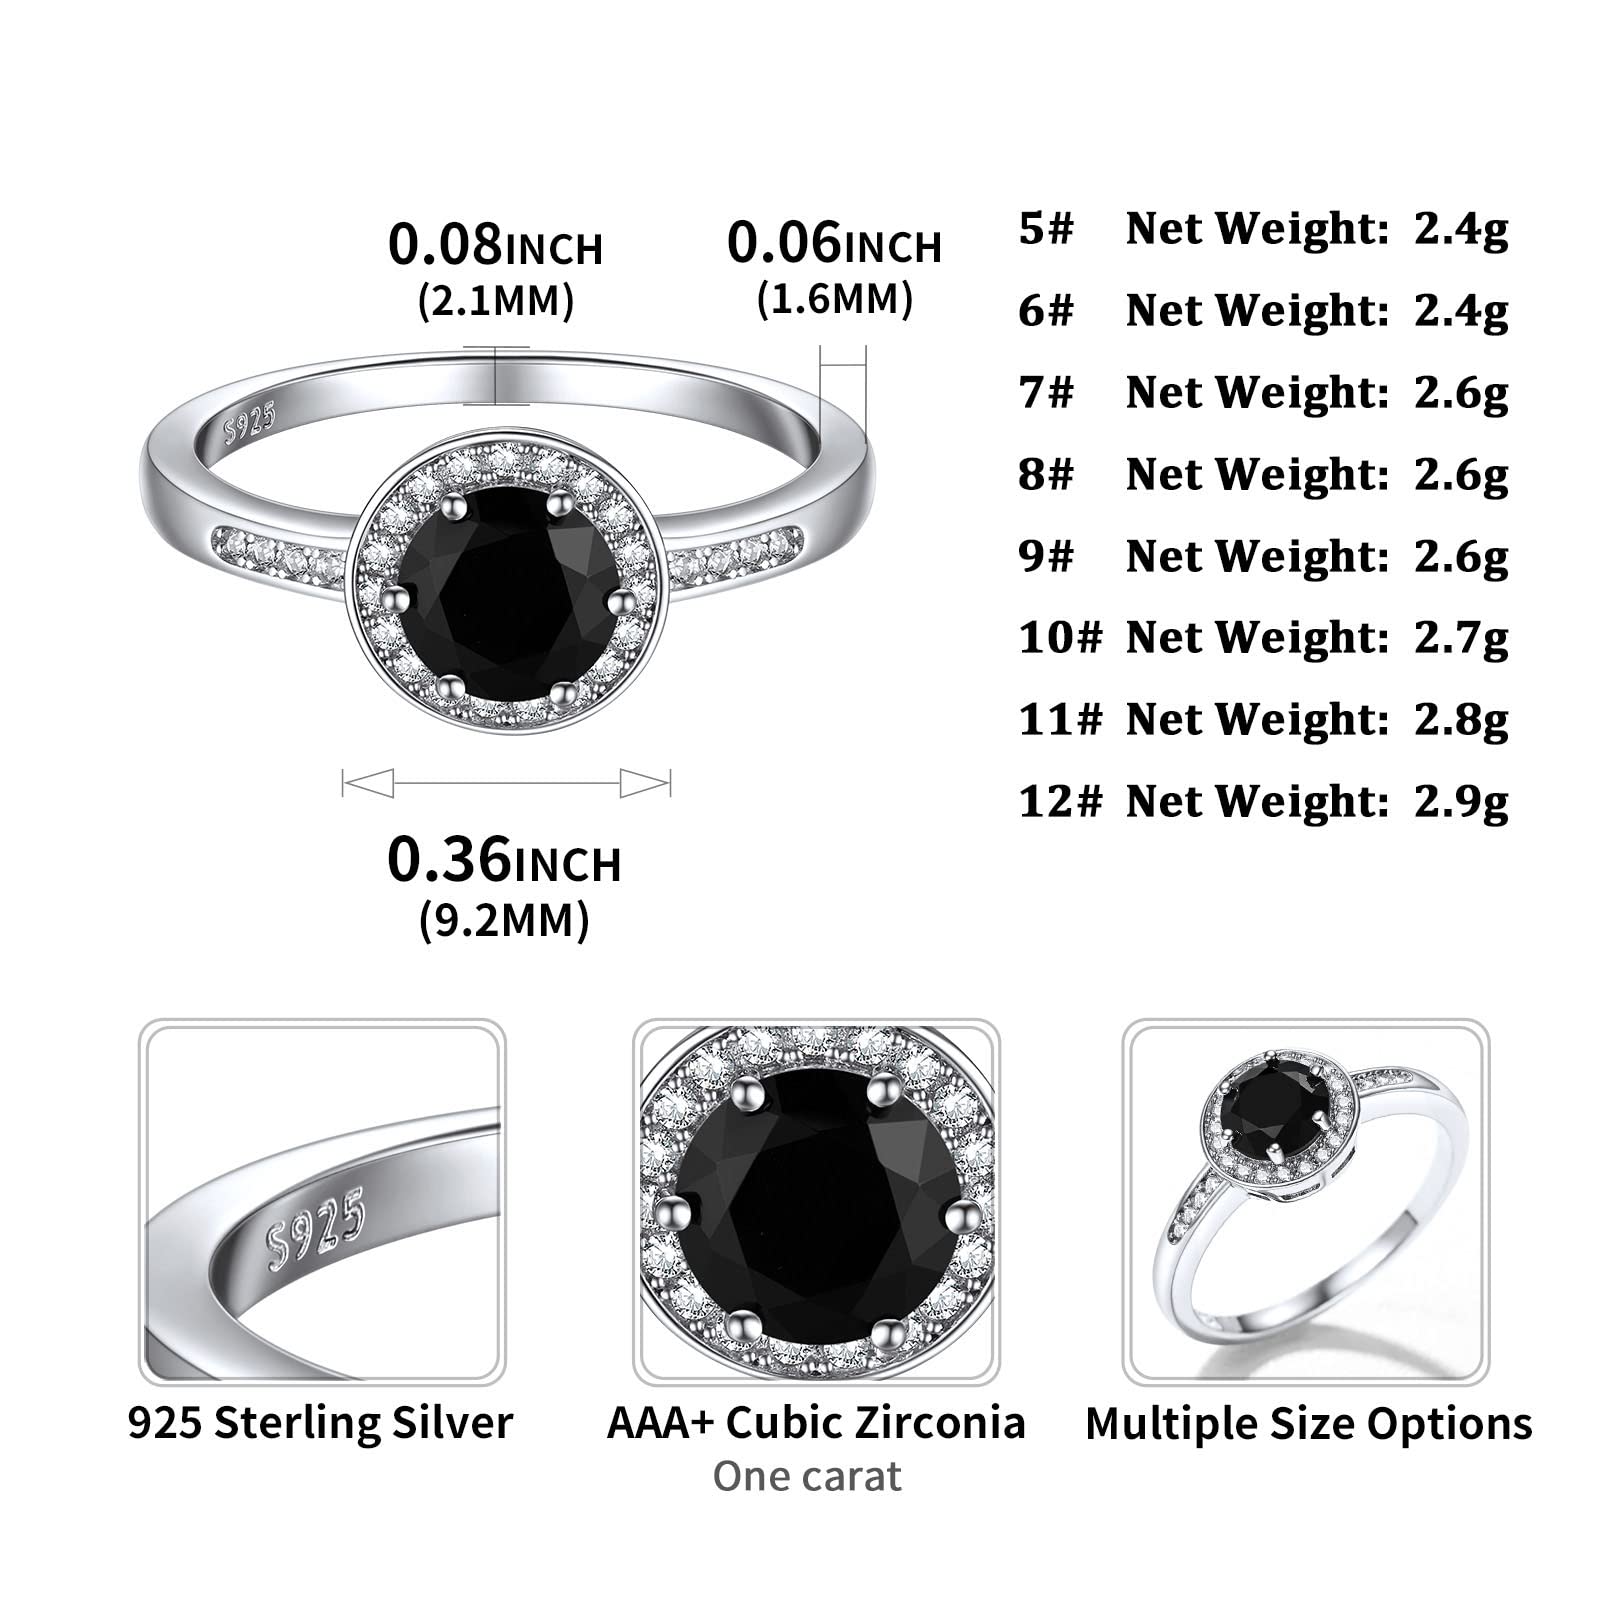 0.08INCH
(2.1MM)
0.06INCH
(1.6MM)
S925
0.36INCH
(9.2MM)
5# Net Weight: 2.4g
6# Net Weight: 2.4g
7# Net Weight: 2.6g
8# Net Weight: 2.6g
9# Net Weight: 2.6g
10# Net Weight: 2.7g
11# Net Weight: 2.8g
12# Net Weight: 2.9g
S925
925 Sterling Silver
AAA+ Cubic Zirconia
One carat
Multiple Size Options